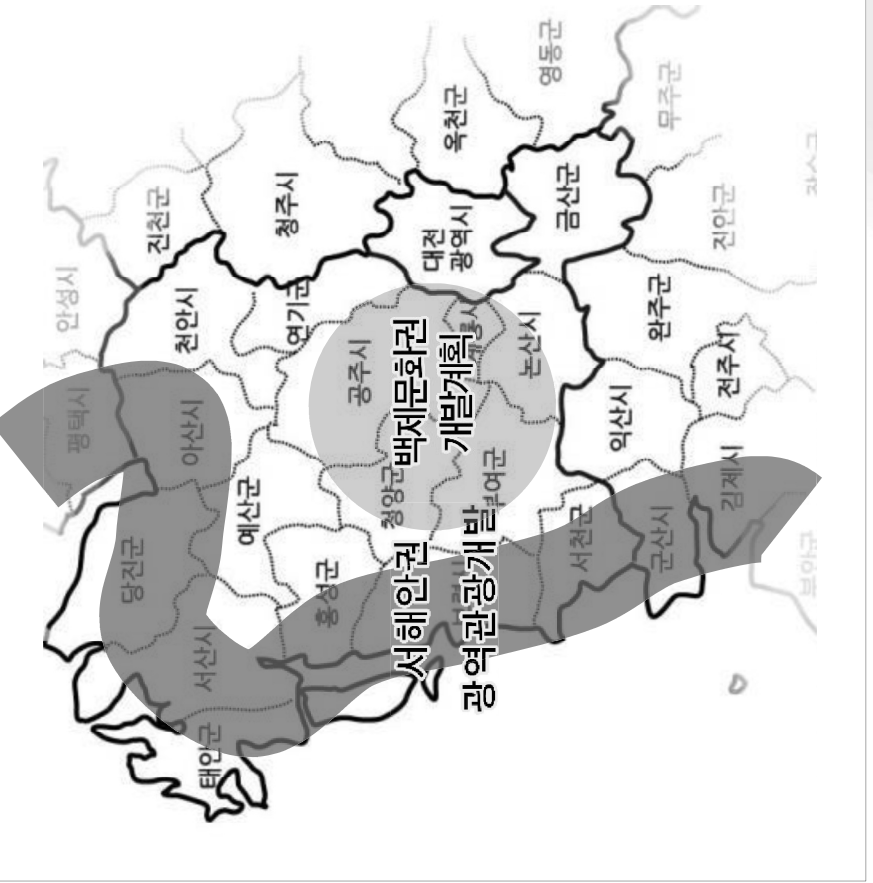 안성시
평택시
당진군
진천군
아산시
천안시
태안군
서산시
예산군
청주시
연기군
홍성군
공주시
청양군
서해안권
광역관광개발
백제문화권
개발계획
대전
광역시
옥천군
부여군
논산시
영동군
금산군
서천군
익산시
군산시
완주군
무주군
김제시
전주시
진안군
부안군